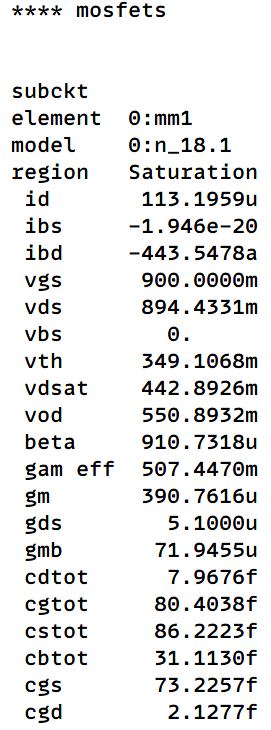 **** mosfets
subckt
element  0:mm1
model    0:n_18.1
region   Saturation
 id       113.1959u
 ibs     -1.946e-20
 ibd     -443.5478a
 vgs      900.0000m
 vds      894.4331m
 vbs        0.
 vth      349.1068m
 vdsat    442.8926m
 vod      550.8932m
 beta     910.7318u
 gam eff  507.4470m
 gm       390.7616u
 gds        5.1000u
 gmb       71.9455u
 cdtot      7.9676f
 cgtot     80.4038f
 cstot     86.2223f
 cbtot     31.1130f
 cgs       73.2257f
 cgd        2.1277f